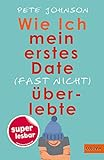 PETE JOHNSON
Wie Ich
mein
erstes
Date
(FAST NICHT)
über-
lebte
super
lesbar